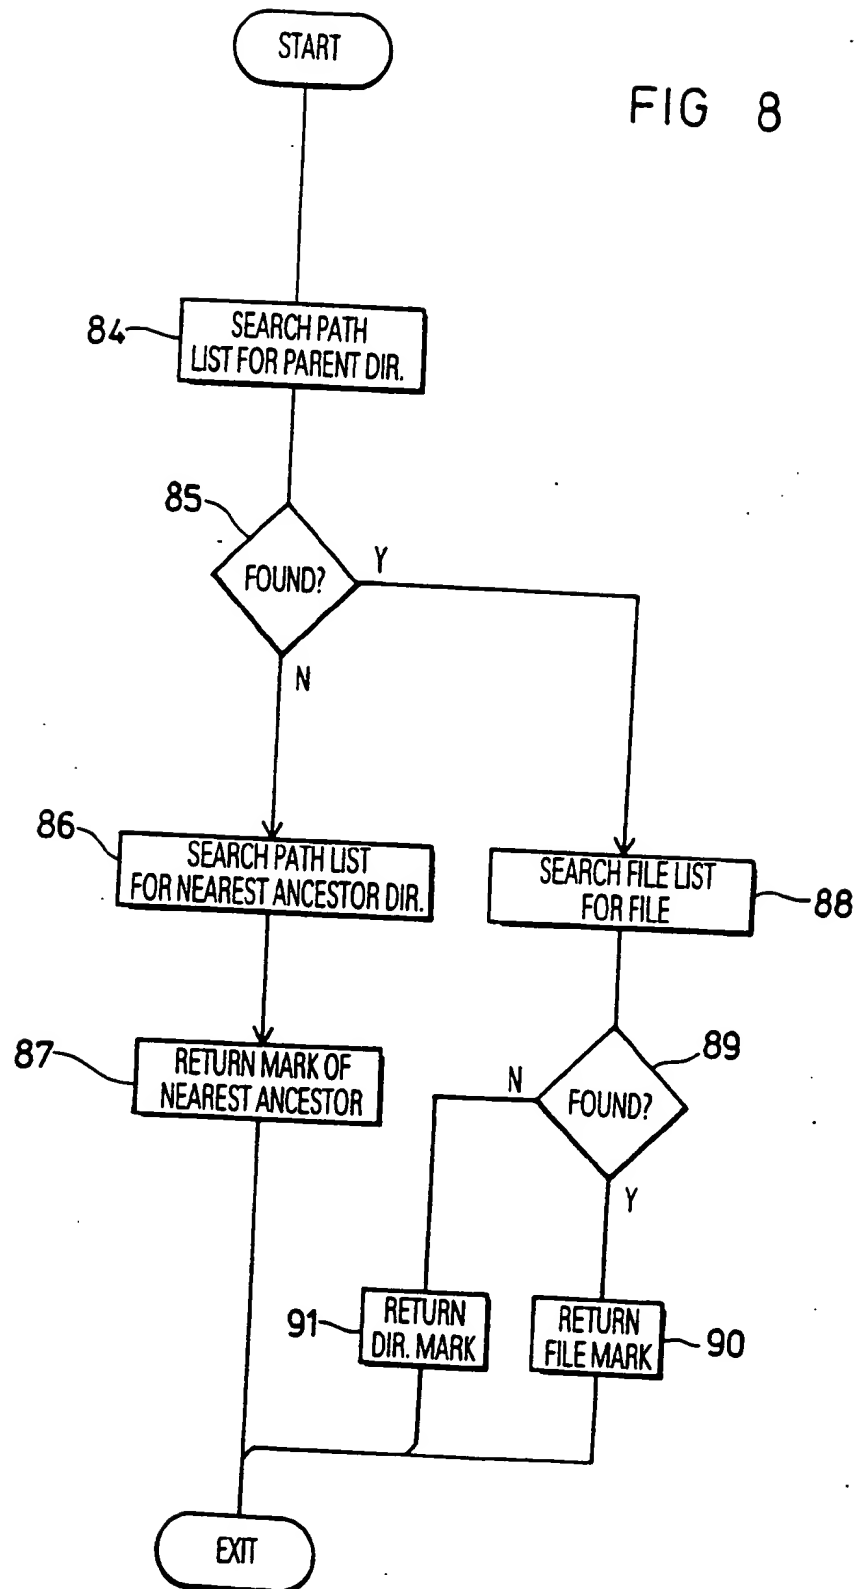 START
FIG 8
84
SEARCH PATH
LIST FOR PARENT DIR.
85
FOUND?
Y
N
86
SEARCH PATH LIST
FOR NEAREST ANCESTOR DIR.
SEARCH FILE LIST
FOR FILE
88
87
RETURN MARK OF
NEAREST ANCESTOR
89
N
FOUND?
Y
91
RETURN
DIR. MARK
RETURN
FILE MARK
90
EXIT